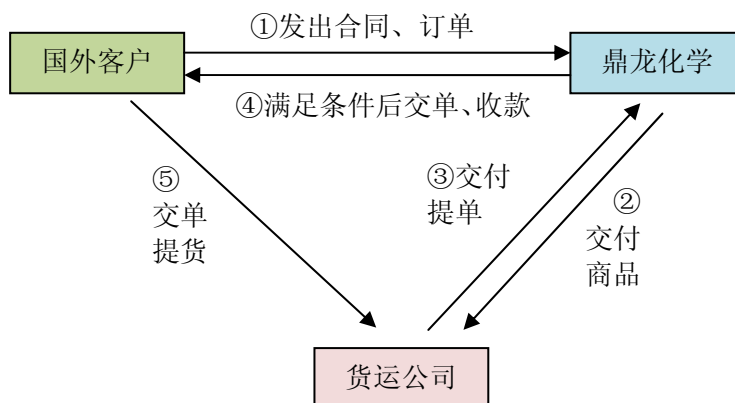 ①发出合同、订单
国外客户
鼎龙化学
④满足条件后交单、收款
⑤
交单
提货
③交付
提单
②
交付
商品
货运公司